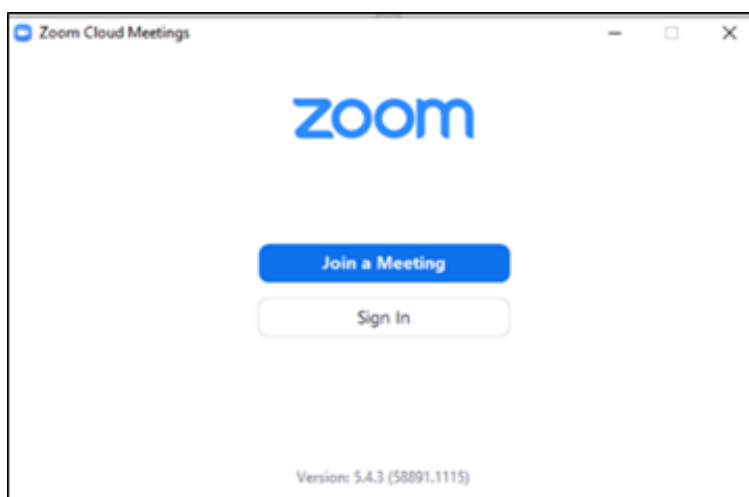 Zoom Cloud Meetings
zoom
Join a Meeting
Sign In
Version: 5.4.3 (58891.1115)